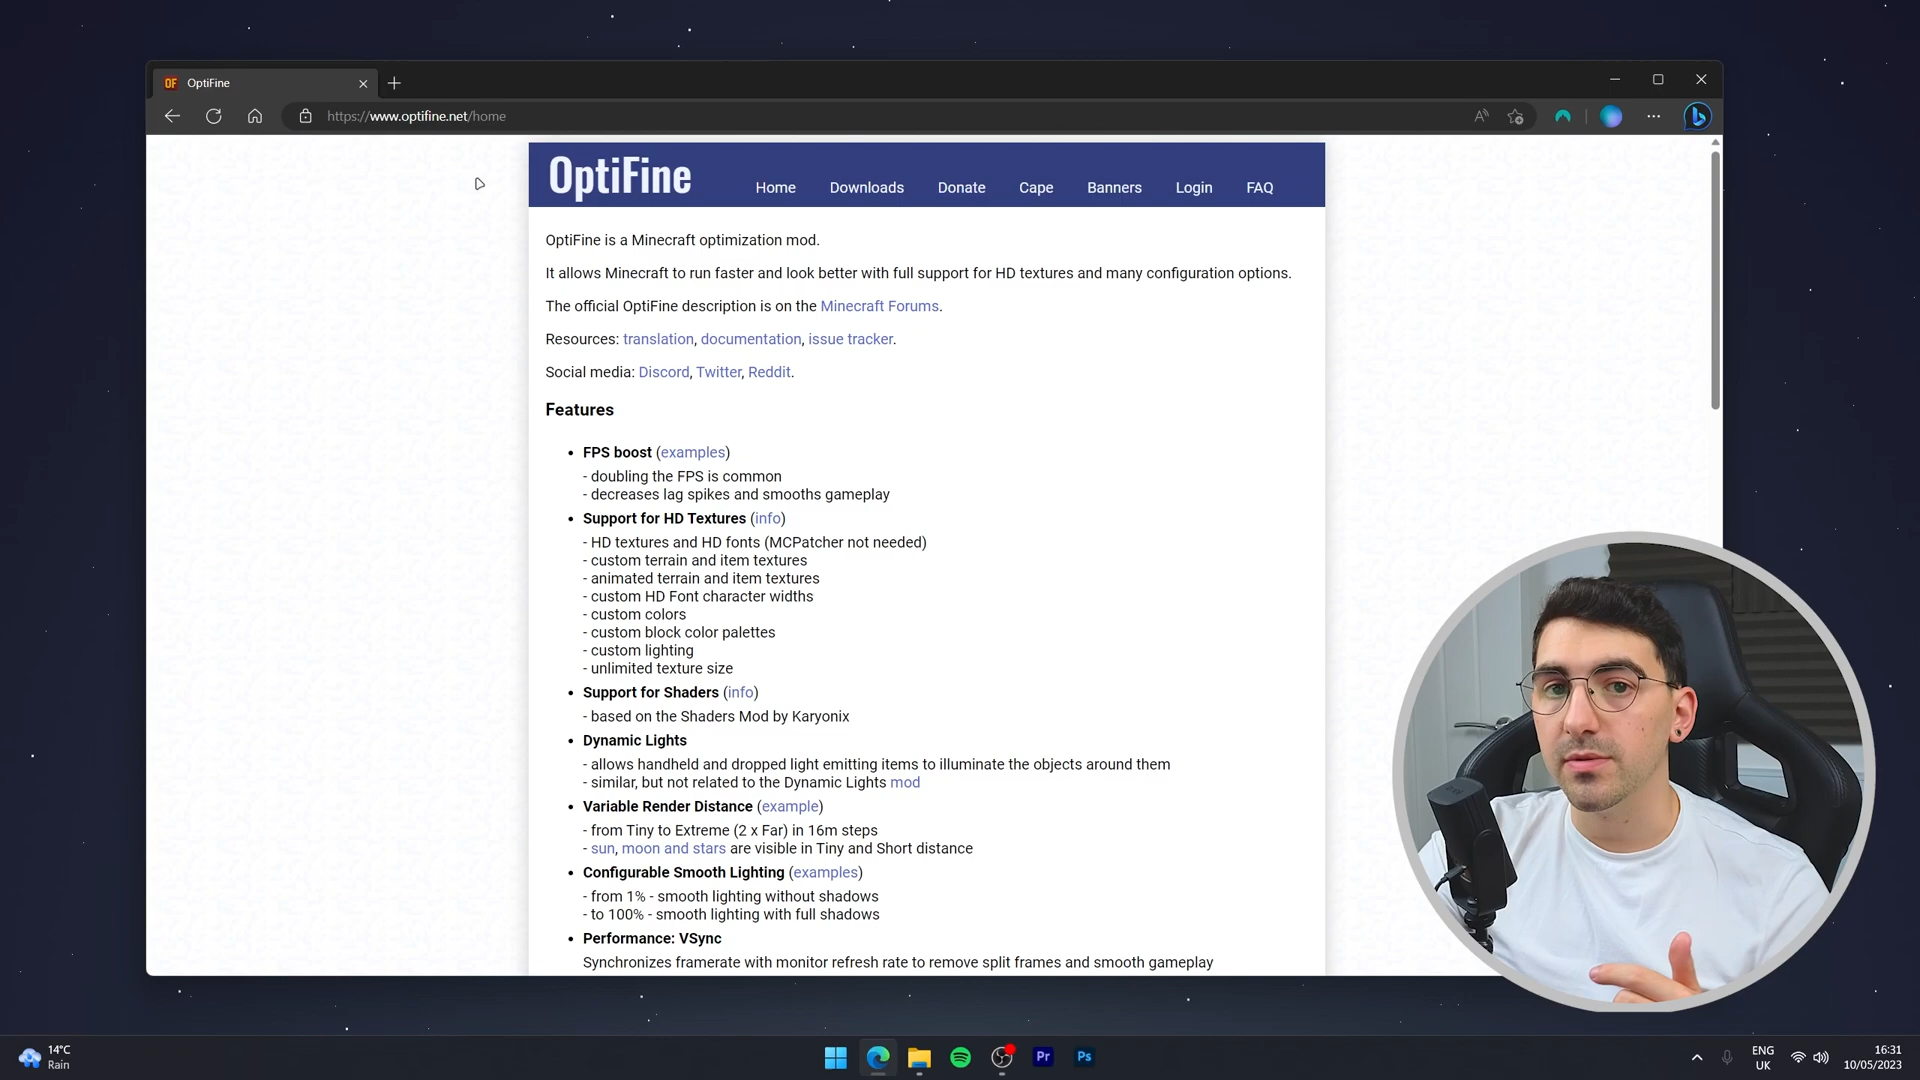 OF OptiFine
https://www.optifine.net/home
OptiFine
Home Downloads Donate Cape Banners Login FAQ
OptiFine is a Minecraft optimization mod.
It allows Minecraft to run faster and look better with full support for HD textures and many configuration options.
The official OptiFine description is on the Minecraft Forums.
Resources: translation, documentation, issue tracker.
Social media: Discord, Twitter, Reddit.
Features
• FPS boost (examples)
- doubling the FPS is common
- decreases lag spikes and smooths gameplay
• Support for HD Textures (info)
- HD textures and HD fonts (MCPatcher not needed)
- custom terrain and item textures
- animated terrain and item textures
- custom HD Font character widths
- custom colors
- custom block color palettes
- custom lighting
- unlimited texture size
• Support for Shaders (info)
- based on the Shaders Mod by Karyonix
• Dynamic Lights
- allows handheld and dropped light emitting items to illuminate the objects around them
- similar, but not related to the Dynamic Lights mod
• Variable Render Distance (example)
- from Tiny to Extreme (2 x Far) in 16m steps
- sun, moon and stars are visible in Tiny and Short distance
• Configurable Smooth Lighting (examples)
- from 1% - smooth lighting without shadows
- to 100% - smooth lighting with full shadows
• Performance: VSync
Synchronizes framerate with monitor refresh rate to remove split frames and smooth gameplay
14°C
Rain
Pr
Ps
ENG
UK
16:31
10/05/2023